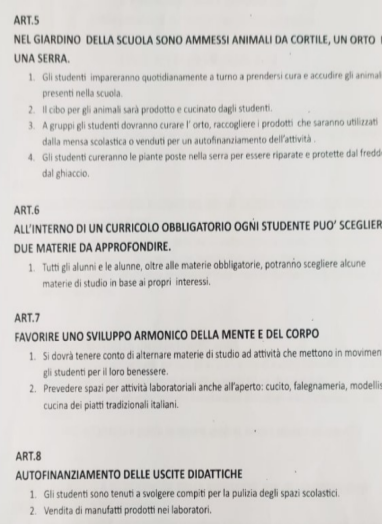 ART.5
NEL GIARDINO DELLA SCUOLA SONO AMMESSI ANIMALI DA CORTILE, UN ORTO
UNA SERRA.
1. Gli studenti impareranno quotidianamente a turno a prendersi cura e accudire gli animal
presenti nella scuola.
2. Il cibo per gli animali sarà prodotto e cucinato dagli studenti.
3. A gruppi gli studenti dovranno curare l' orto, raccogliere i prodotti che saranno utilizzati
dalla mensa scolastica o venduti per un autofinanziamento dell'attività .
4. Gli studenti cureranno le piante poste nella serra per essere riparate e protette dal fredd
dal ghiaccio.
ART.6
ALL'INTERNO DI UN CURRICOLO OBBLIGATORIO OGNI STUDENTE PUO' SCEGLIER
DUE MATERIE DA APPROFONDIRE.
1. Tutti gli alunni e le alunne, oltre alle materie obbligatorie, potranno scegliere alcune
materie di studio in base ai propri interessi.
ART.7
FAVORIRE UNO SVILUPPO ARMONICO DELLA MENTE E DEL CORPO
1. Si dovrà tenere conto di alternare materie di studio ad attività che mettono in movimen
gli studenti per il loro benessere.
2. Prevedere spazi per attività laboratoriali anche all'aperto: cucito, falegnameria, modellis
cucina dei piatti tradizionali italiani.
ART.8
AUTOFINANZIAMENTO DELLE USCITE DIDATTICHE
1. Gli studenti sono tenuti a svolgere compiti per la pulizia degli spazi scolastici.
2. Vendita di manufatti prodotti nei laboratori.